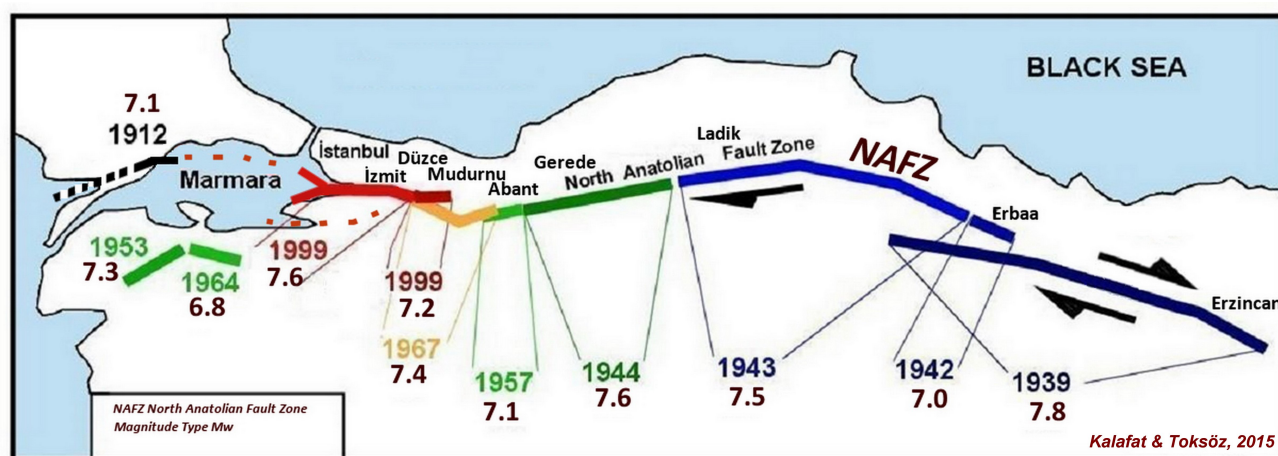 BLACK SEA
7.1
1912
İstanbul
Marmara
İzmit
Düzce
Mudurnu
Abant
Gerede
North Anatolian Fault Zone
Ladik
NAFZ
Erbaa
Erzincan
1953
7.3
1964
6.8
1999
7.6
1999
7.2
1967
7.4
1957
7.1
1944
7.6
1943
7.5
1942
7.0
1939
7.8
NAFZ North Anatolian Fault Zone
Magnitude Type Mw
Kalafat & Toksöz, 2015